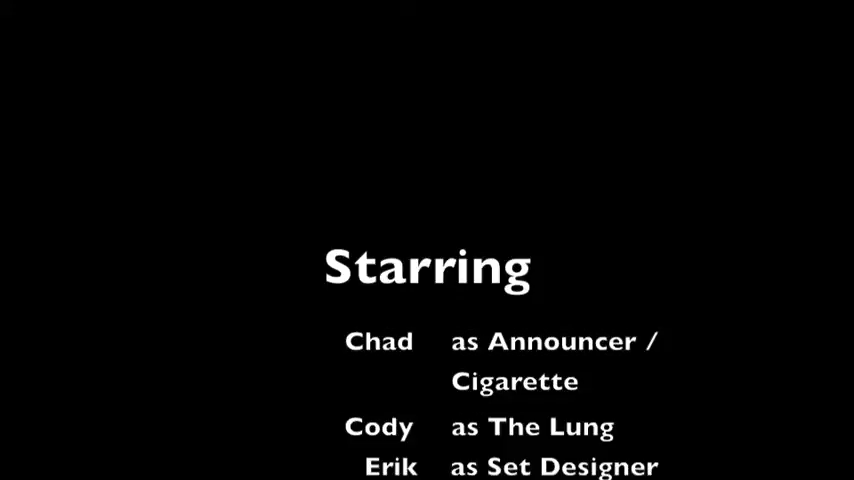 Starring
Chad as Announcer /
Cigarette
Cody as The Lung
Erik as Set Designer